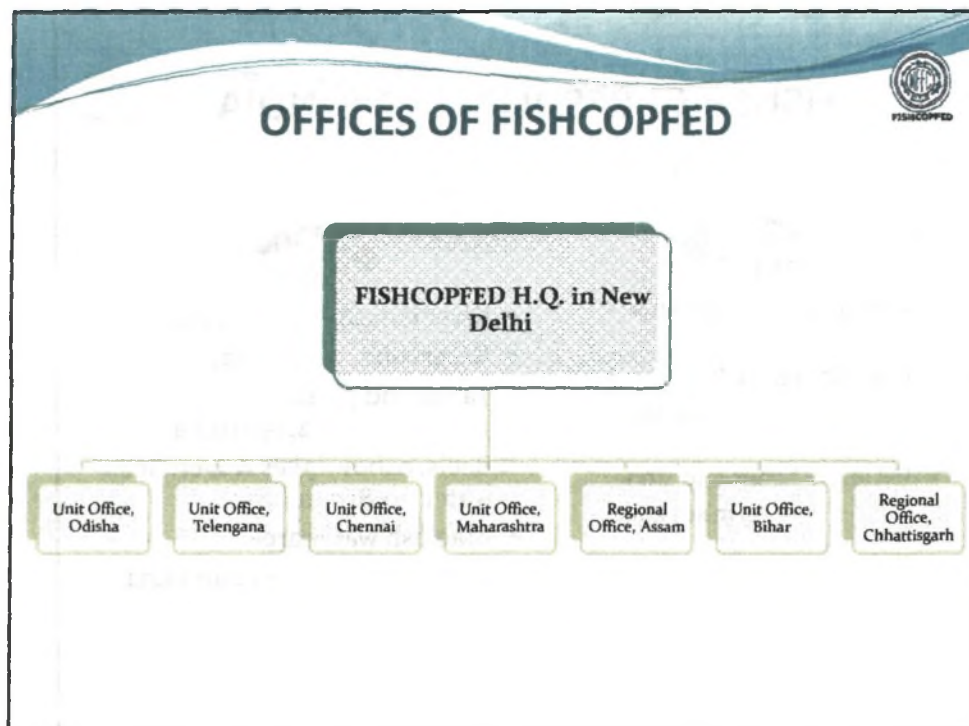 OFFICES OF FISHCOPFED
FISHCOPFED
FISHCOPFED H.Q. in New
Delhi
Unit Office,
Odisha
Unit Office,
Telengana
Unit Office,
Chennai
Unit Office,
Maharashtra
Regional
Office, Assam
Unit Office,
Bihar
Regional
Office,
Chhattisgarh